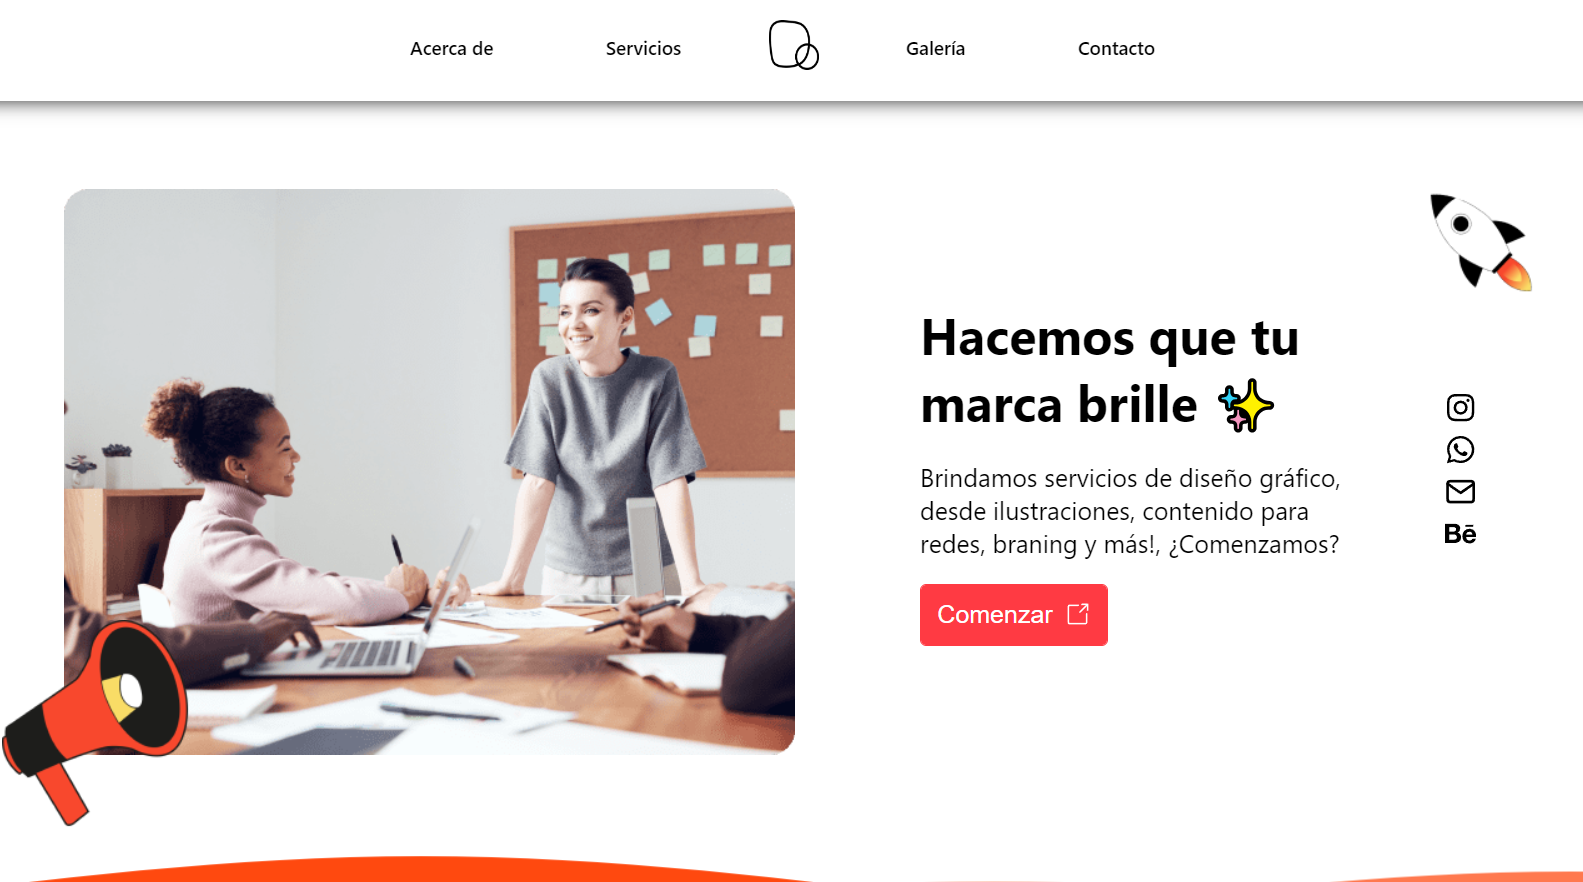 Acerca de
Servicios
Galería
Contacto
Hacemos que tu
marca brille
Brindamos servicios de diseño gráfico,
desde ilustraciones, contenido para
redes, braning y más!, ¿Comenzamos?
Comenzar
Bē